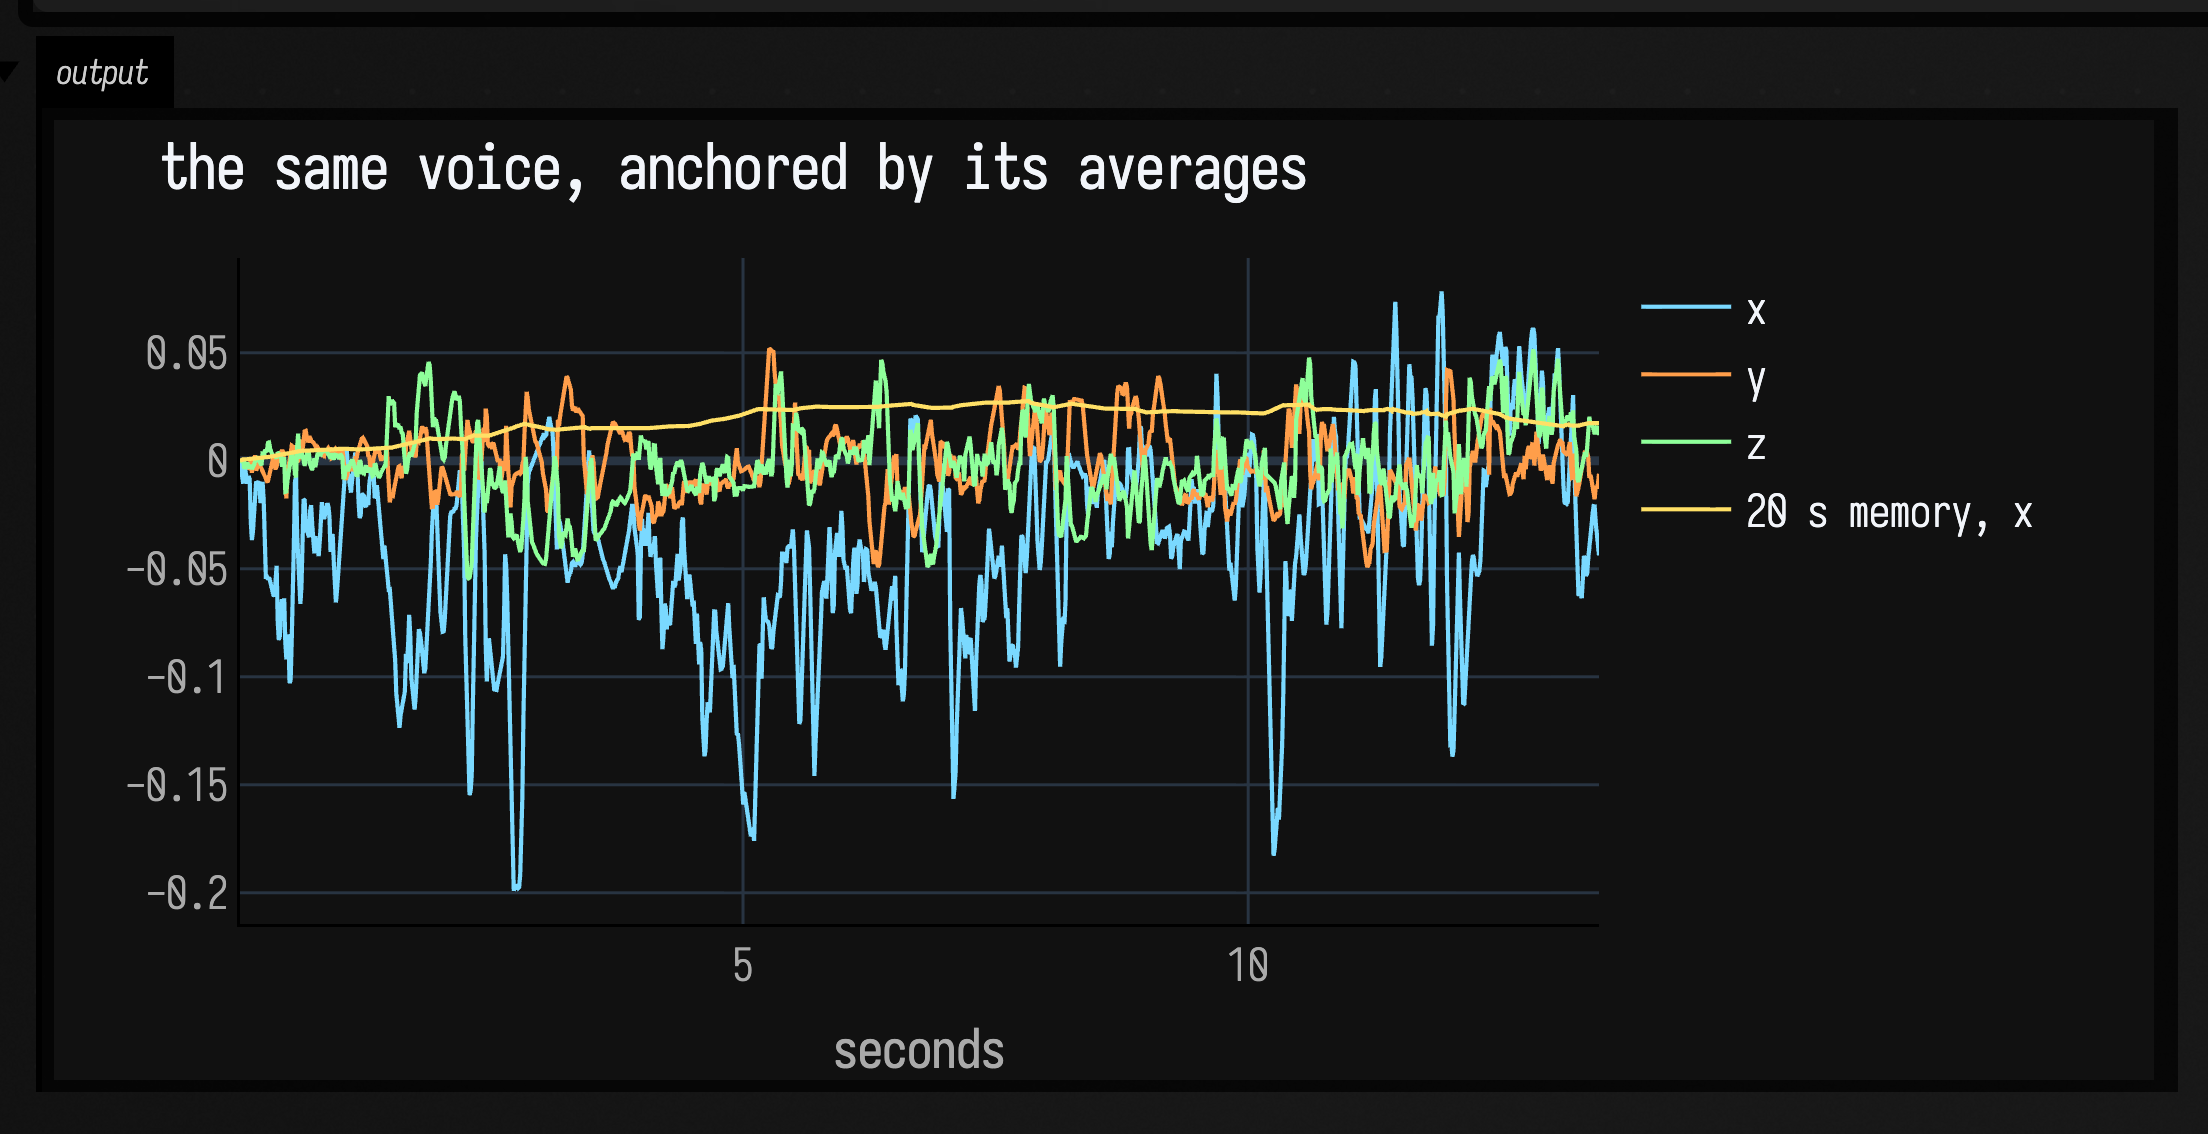 output
the same voice, anchored by its averages
0.05
0
−0.05
−0.1
−0.15
−0.2
5
10
seconds
x
y
z
20 s memory, x